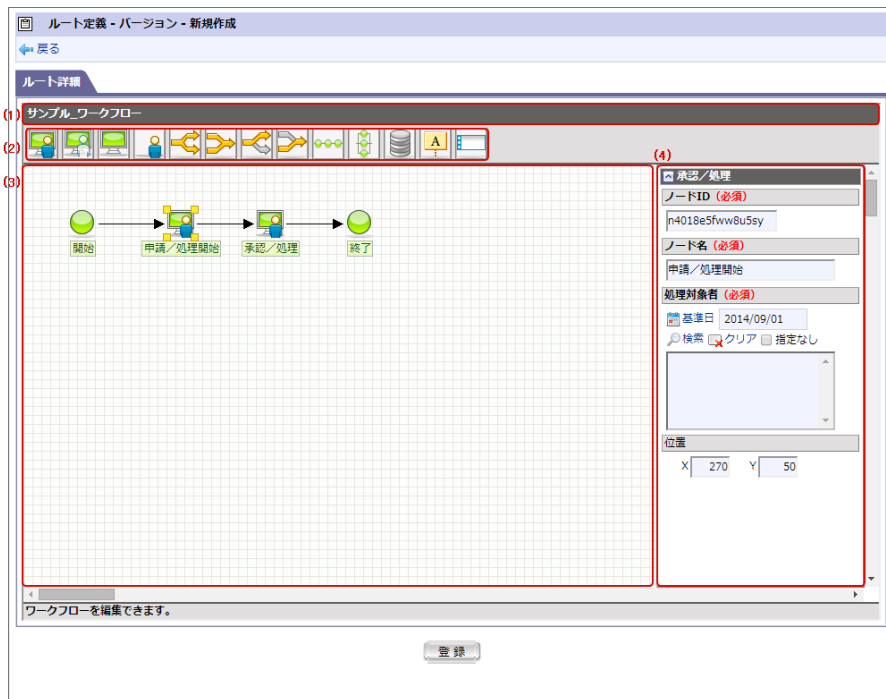 ルート定義 - バージョン - 新規作成
戻る
ルート詳細
(1)
サンプル_ワークフロー
(2)
A
(3)
開始
申請／処理開始
承認／処理
終了
(4)
承認／処理
ノードID（必須）
n4018e5fww8u5sy
ノード名（必須）
申請／処理開始
処理対象者（必須）
基準日 2014/09/01
検索 クリア 指定なし
位置
X 270 Y 50
ワークフローを編集できます。
登録